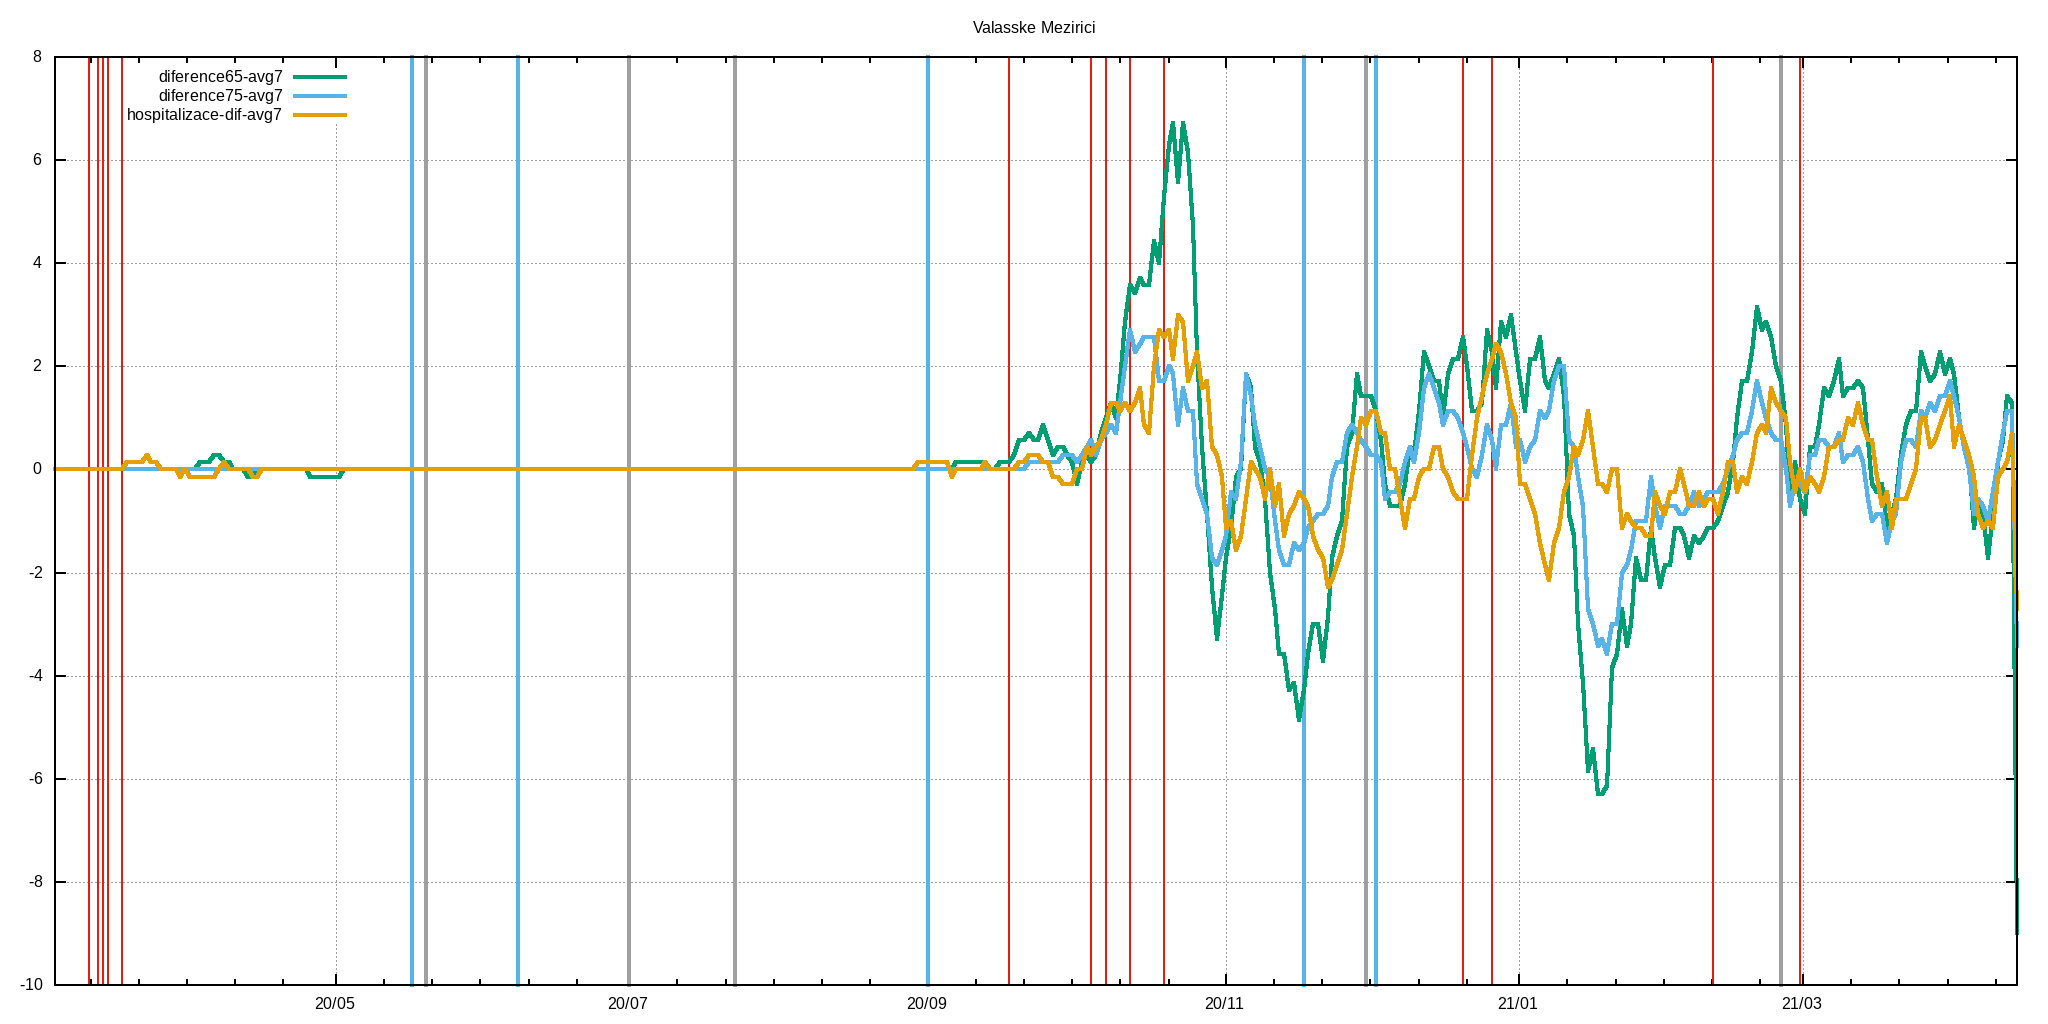 Valasske Mezirici
8
diference65-avg7
diference75-avg7
hospitalizace-dif-avg7
6
4
2
0
-2
-4
-6
-8
-10
20/05 20/07 20/09 20/11 21/01 21/03